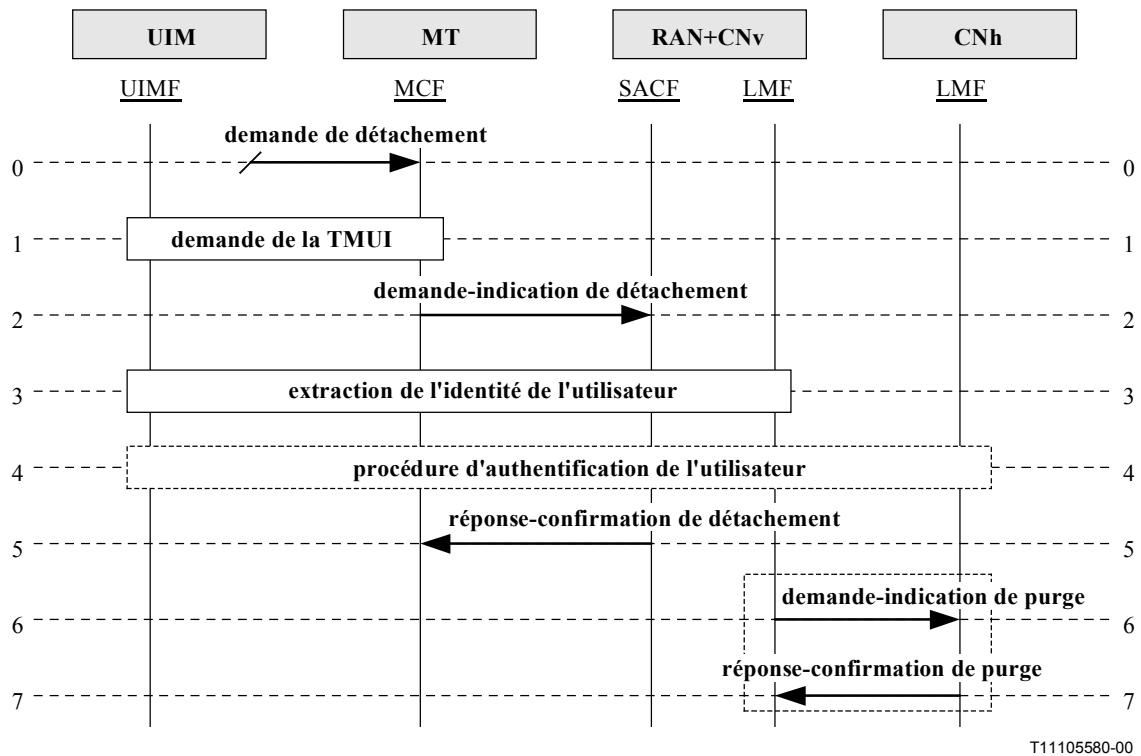 UIM MT RAN+CNv CNh
UIMF MCF SACF LMF LMF
demande de détachement
0 0
1 demande de la TMUI 1
demande-indication de détachement
2 2
3 extraction de l'identité de l'utilisateur 3
4 procédure d'authentification de l'utilisateur 4
réponse-confirmation de détachement
5 5
demande-indication de purge
6 6
réponse-confirmation de purge
7 7
T11105580-00